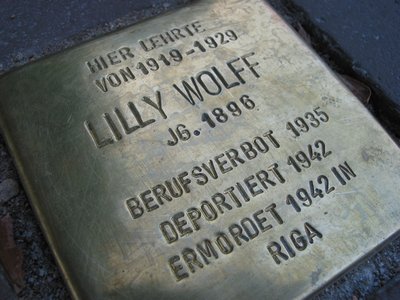 HIER LEHRTE
VON 1919-1929
LILLY WOLFF
JG. 1896
BERUFSVERBOT 1935
DEPORTIERT 1942
ERMORDET 1942 IN
RIGA